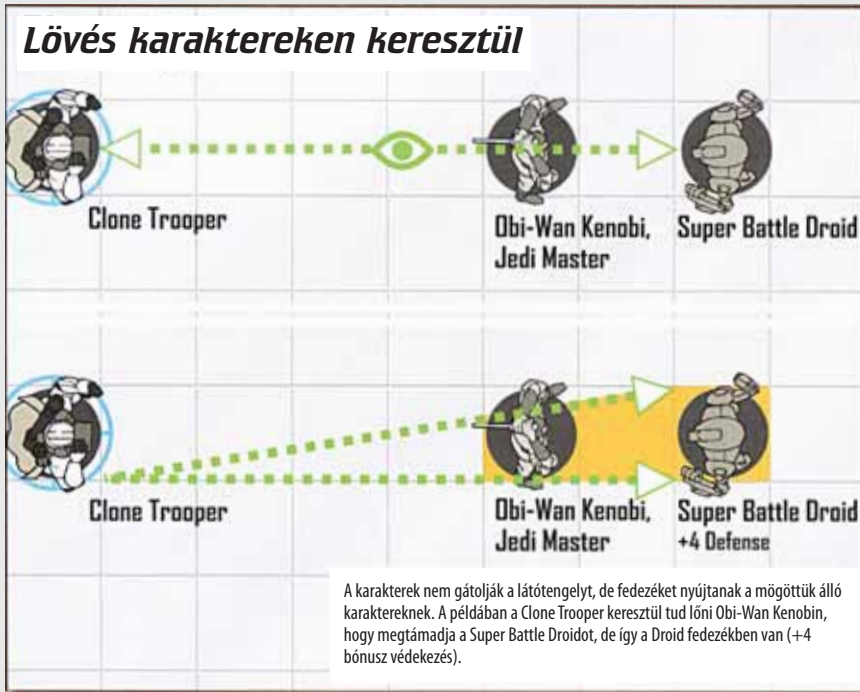 Lövés karaktereken keresztül
Clone Trooper
Obi-Wan Kenobi,
Jedi Master
Super Battle Droid
Clone Trooper
Obi-Wan Kenobi,
Jedi Master
Super Battle Droid
+4 Defense
A karakterek nem gátolják a látótengelyt, de fedezéket nyújtanak a mögöttük álló
karaktereknek. A példában a Clone Trooper keresztül tud lőni Obi-Wan Kenobin,
hogy megtámadja a Super Battle Droidot, de így a Droid fedezékben van (+4
bónusz védekezés).